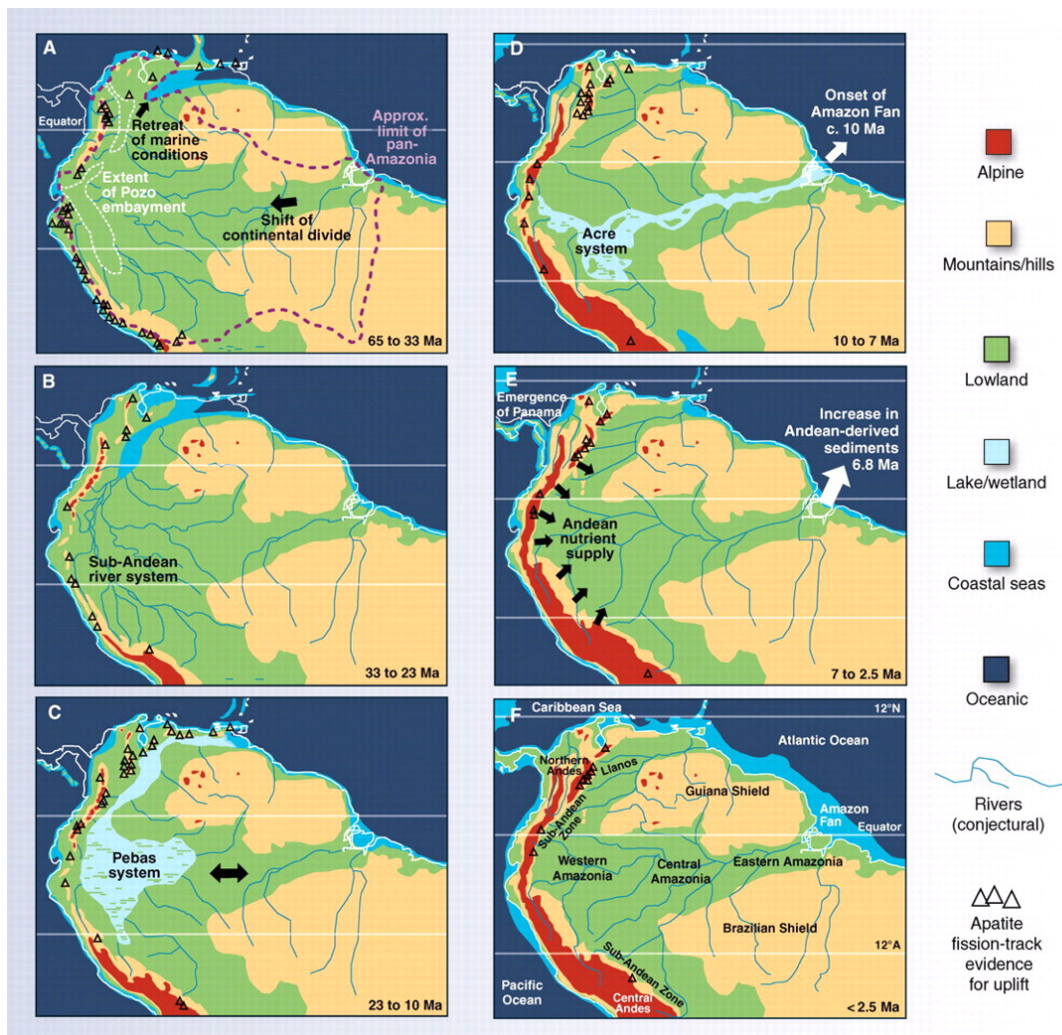 A
Equator
Retreat
of marine
conditions
Approx.
limit of
pan-
Amazonia
Extent
of Pozo
embayment
Shift of
continental divide
65 to 33 Ma
B
Sub-Andean
river system
33 to 23 Ma
C
Pebas
system
23 to 10 Ma
D
Onset of
Amazon Fan
c. 10 Ma
Acre
system
10 to 7 Ma
E
Emergence
of Panama
Increase in
Andean-derived
sediments
6.8 Ma
Andean
nutrient
supply
7 to 2.5 Ma
F
Caribbean Sea
12°N
Atlantic Ocean
Northern
Andes
Llanos
Guiana Shield
Sub-Andean
Zone
Amazon
Fan
Equator
Western
Amazonia
Central
Amazonia
Eastern Amazonia
Brazilian Shield
12°A
Sub-Andean Zone
Pacific
Ocean
Central
Andes
<2.5 Ma
Alpine
Mountains/hills
Lowland
Lake/wetland
Coastal seas
Oceanic
Rivers
(conjectural)
Apatite
fission-track
evidence
for uplift